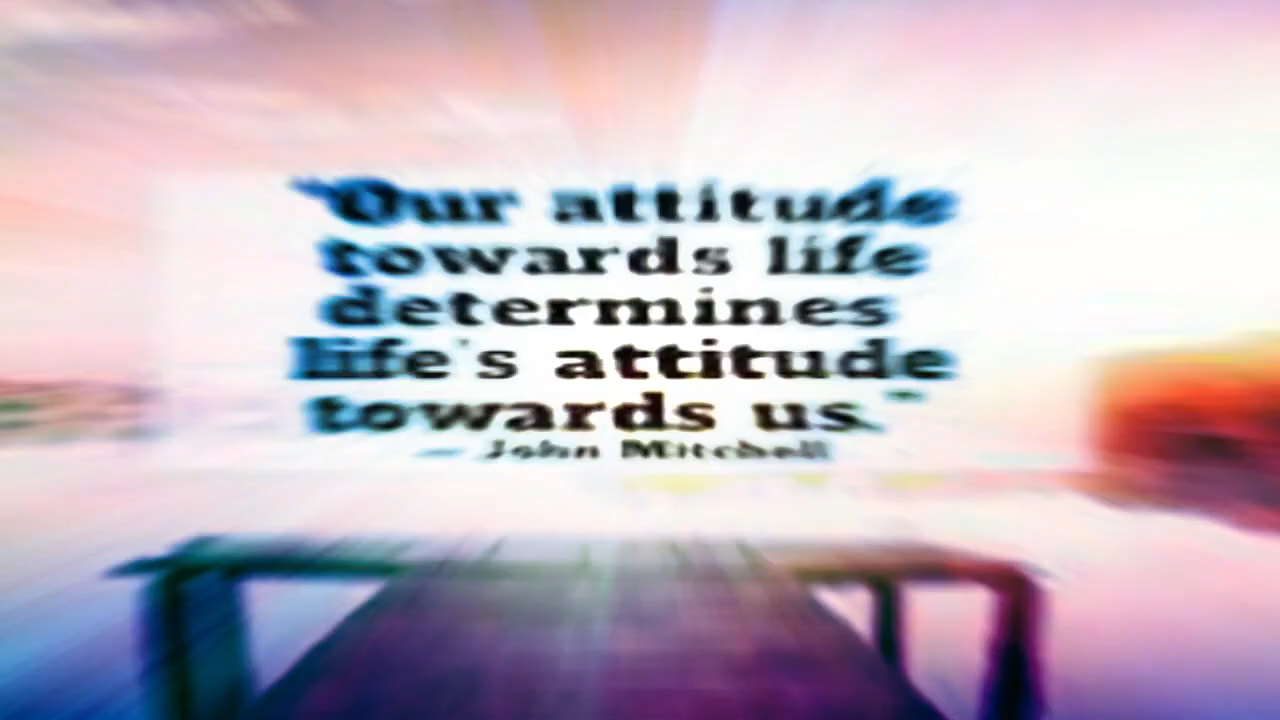 "Our attitude
towards life
determines
life's attitude
towards us."
— John Mitchell